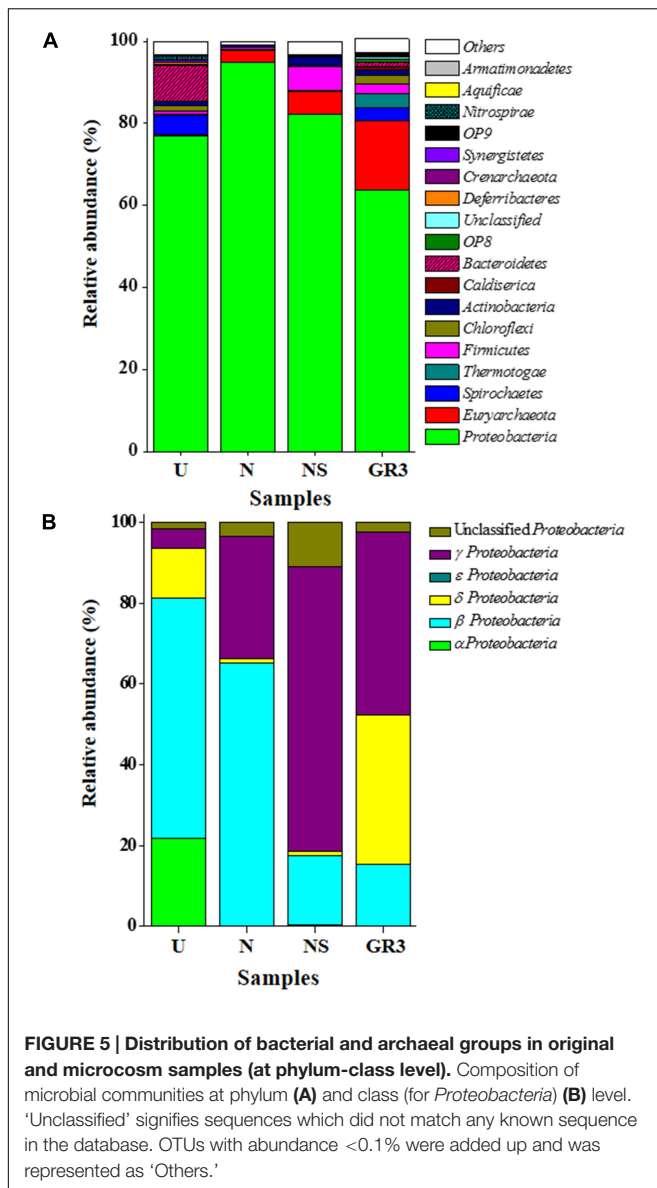 A
Relative abundance (%)
100
80
60
40
20
0
U N NS GR3
Samples
Others
Armatimonadetes
Aquificae
Nitrospirae
OP9
Synergistetes
Crenarchaeota
Deferribacteres
Unclassified
OP8
Bacteroidetes
Caldiserica
Actinobacteria
Chloroflexi
Firmicutes
Thermotogae
Spirochaetes
Euryarchaeota
Proteobacteria
B
Relative abundance (%)
100
80
60
40
20
0
U N NS GR3
Samples
Unclassified Proteobacteria
γ Proteobacteria
ε Proteobacteria
δ Proteobacteria
β Proteobacteria
αProteobacteria
FIGURE 5 | Distribution of bacterial and archaeal groups in original
and microcosm samples (at phylum-class level). Composition of
microbial communities at phylum (A) and class (for Proteobacteria) (B) level.
‘Unclassified’ signifies sequences which did not match any known sequence
in the database. OTUs with abundance <0.1% were added up and was
represented as ‘Others.’